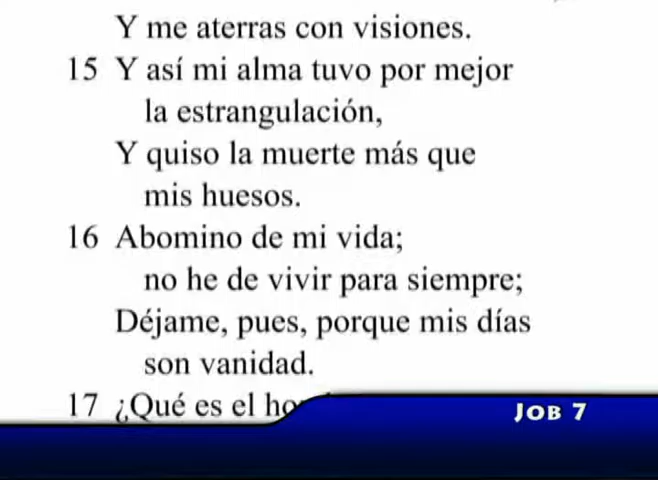 Y me aterras con visiones.
15 Y así mi alma tuvo por mejor
la estrangulación,
Y quiso la muerte más que
mis huesos.
16 Abomino de mi vida;
no he de vivir para siempre;
Déjame, pues, porque mis días
son vanidad.
17 ¿Qué es el
JOB 7